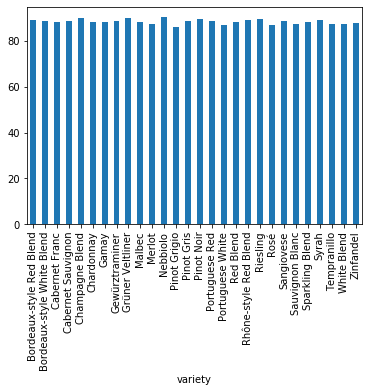 80
60
40
20
0
Bordeaux-style Red Blend
Bordeaux-style White Blend
Cabernet Franc
Cabernet Sauvignon
Champagne Blend
Chardonnay
Gamay
Gewürztraminer
Grüner Veltliner
Malbec
Merlot
Nebbiolo
Pinot Grigio
Pinot Gris
Pinot Noir
Portuguese Red
Portuguese White
Red Blend
Rhône-style Red Blend
Riesling
Rosé
Sangiovese
Sauvignon Blanc
Sparkling Blend
Syrah
Tempranillo
White Blend
Zinfandel
variety